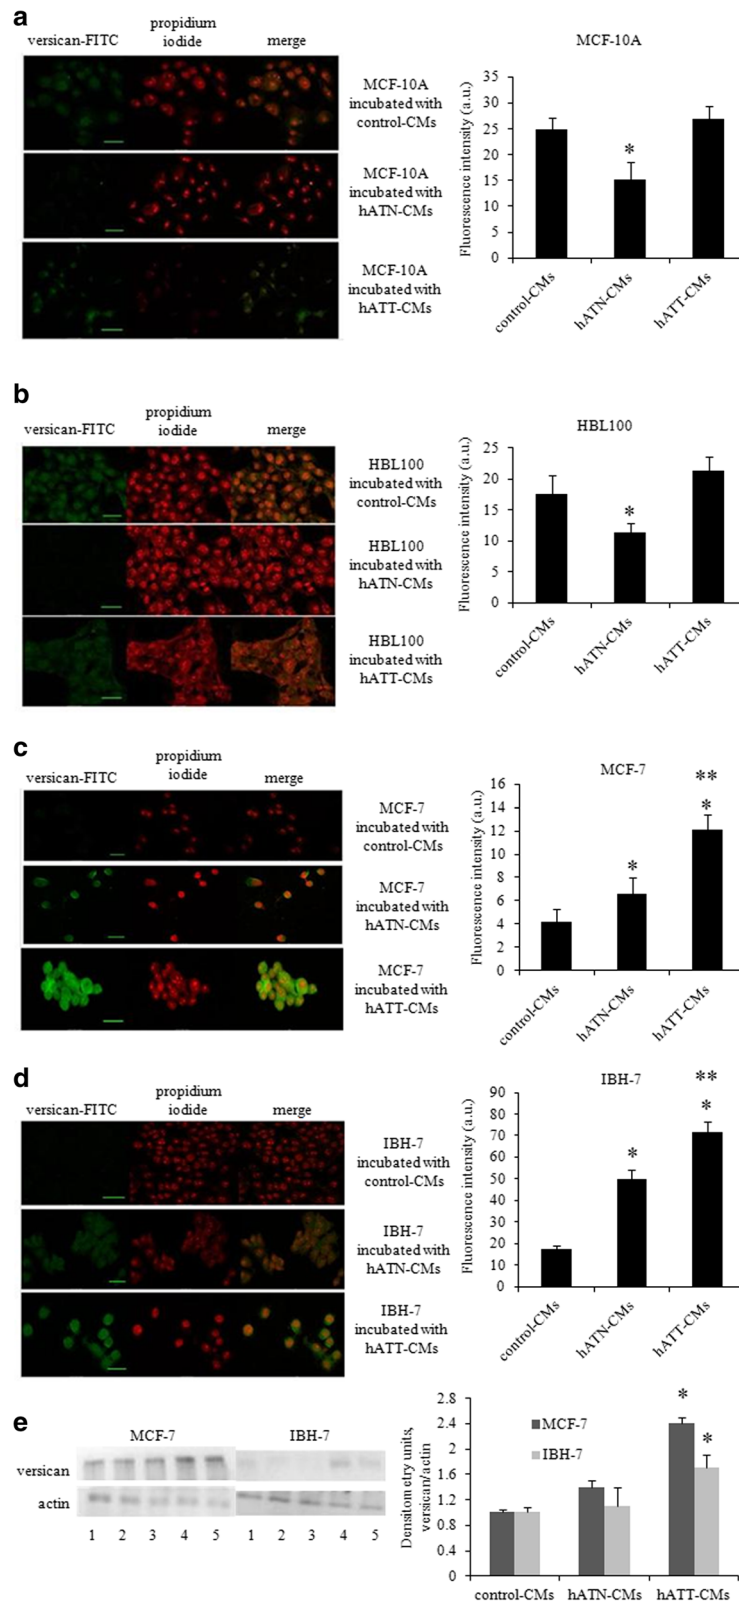 a
versican-FITC
propidium
iodide
merge
MCF-10A
incubated with
control-CMs
MCF-10A
incubated with
hATN-CMs
MCF-10A
incubated with
hATT-CMs
MCF-10A
Fluorescence intensity (a.u.)
35
30
25
20
15
10
5
0
*
control-CMs
hATN-CMs
hATT-CMs
b
versican-FITC
propidium
iodide
merge
HBL100
incubated with
control-CMs
HBL100
incubated with
hATN-CMs
HBL100
incubated with
hATT-CMs
HBL100
Fluorescence intensity (a.u.)
25
20
15
10
5
0
*
control-CMs
hATN-CMs
hATT-CMs
c
versican-FITC
propidium
iodide
merge
MCF-7
incubated with
control-CMs
MCF-7
incubated with
hATN-CMs
MCF-7
incubated with
hATT-CMs
MCF-7
Fluorescence intensity (a.u.)
16
14
12
10
8
6
4
2
0
*
**
*
control-CMs
hATN-CMs
hATT-CMs
d
versican-FITC
propidium
iodide
merge
IBH-7
incubated with
control-CMs
IBH-7
incubated with
hATN-CMs
IBH-7
incubated with
hATT-CMs
IBH-7
Fluorescence intensity (a.u.)
90
80
70
60
50
40
30
20
10
0
*
**
*
control-CMs
hATN-CMs
hATT-CMs
e
MCF-7 IBH-7
versican
actin
1 2 3 4 5 1 2 3 4 5
Densitometry units,
versican/actin
2.8
2.4
2
1.6
1.2
0.8
0.4
0
MCF-7
IBH-7
*
*
control-CMs hATN-CMs hATT-CMs